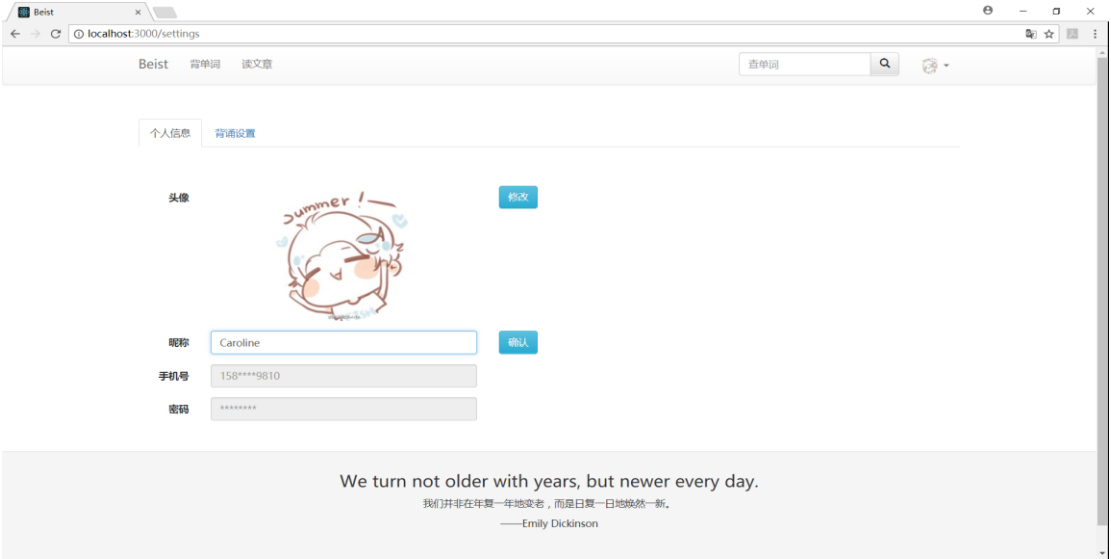 Beist
localhost:3000/settings
Beist 背单词 读文章 查单词
个人信息 背诵设置
头像 修改
summer!
昵称 Caroline 确认
手机号 158****9810
密码 ********
We turn not older with years, but newer every day.
我们并非在年复一年地变老，而是日复一日地焕然一新。
——Emily Dickinson